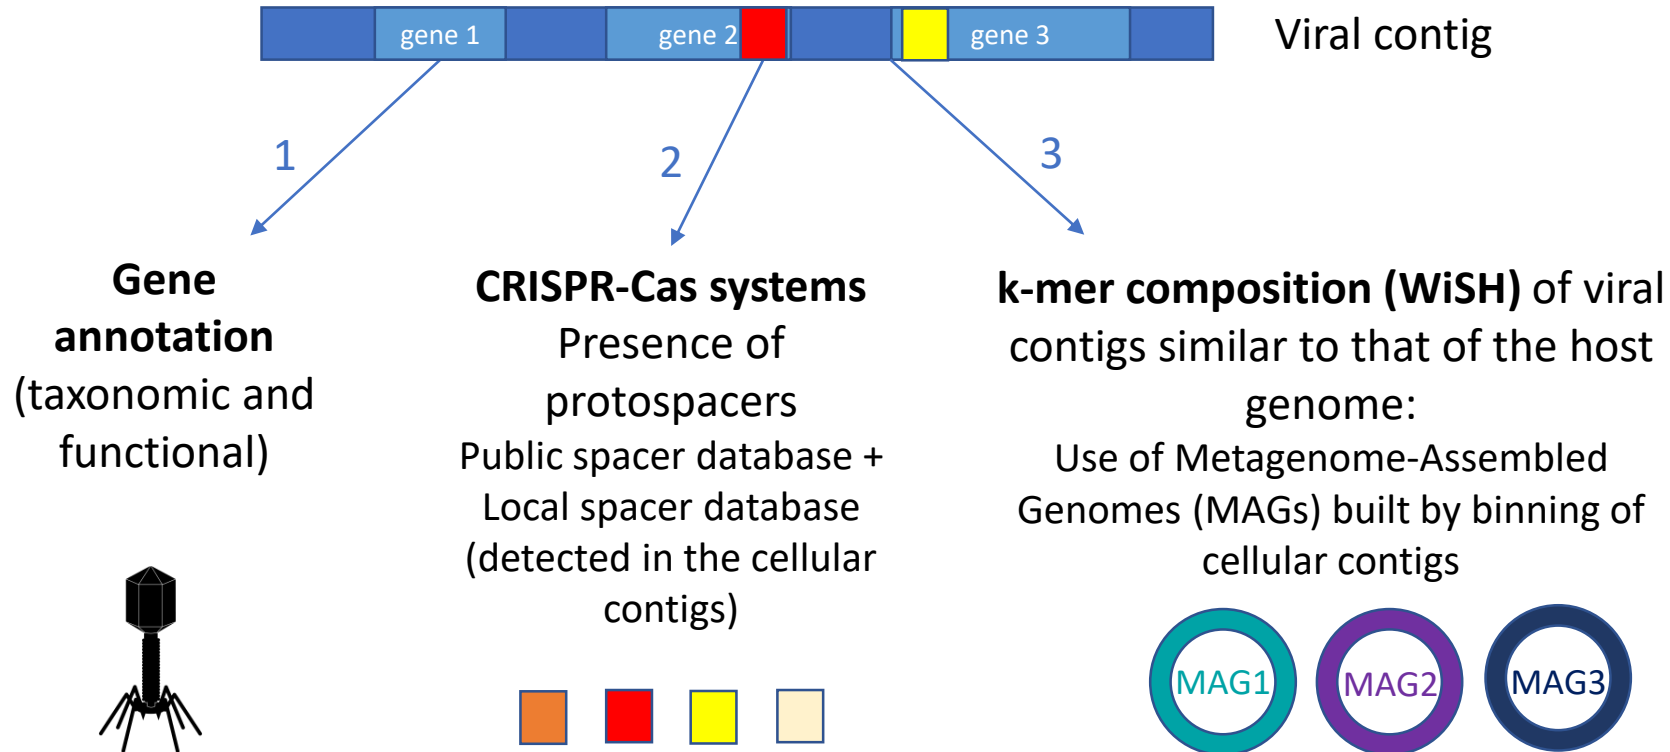 gene 1
gene 2
gene 3
Viral contig
1
2
3
Gene
annotation
(taxonomic and
functional)
CRISPR-Cas systems
Presence of
protospacers
Public spacer database +
Local spacer database
(detected in the cellular
contigs)
k-mer composition (WiSH) of viral
contigs similar to that of the host
genome:
Use of Metagenome-Assembled
Genomes (MAGs) built by binning of
cellular contigs
MAG1
MAG2
MAG3